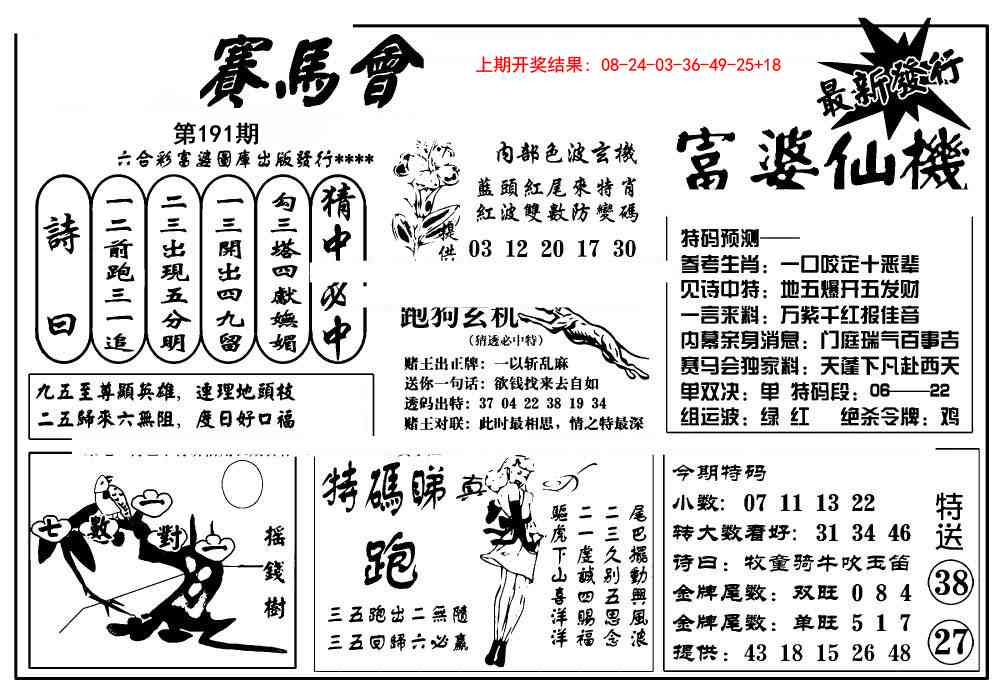 賽馬會
第191期
六合彩富婆圖庫出版發行****
上期开奖结果：08-24-03-36-49-25+18
最新發行
富婆仙機
詩曰
一二前跑三一追
二三出現五分明
一三開出四九留
勾三塔四獻嫵媚
猜中必中
九五至尊顯英雄，連理地頭枝
二五歸來六無阻，度日好口福
內部色波玄機
藍頭紅尾來特肖
紅波雙數防變碼
提供
03 12 20 17 30
跑狗玄机
(猜透必中特)
赌王出正牌：一以斩乱麻
送你一句话：欲钱找来去自如
透码出特：37 04 22 38 19 34
赌王对联：此时最相思，情之特最深
特码预测——
参考生肖：一口咬定十恶辈
见诗中特：地五爆开五发财
一言来料：万紫千红报佳音
内幕亲身消息：门庭瑞气百事吉
赛马会独家料：天蓬下凡赴西天
单双决：单 特码段：06——22
组运波：绿 红 绝杀令牌：鸡
七數一對一
搖錢樹
特碼睇真
跑
三五跑出二無隨
三五回歸六必赢
驅虎下山喜洋洋
二一虔誠四賜福
二三久别五思念
尾巴擺動興風浪
今期特码
小数：07 11 13 22
转大数看好：31 34 46
诗曰：牧童骑牛吹玉笛
金牌尾数：双旺 0 8 4
金牌尾数：单旺 5 1 7
提供：43 18 15 26 48
特送
38
27